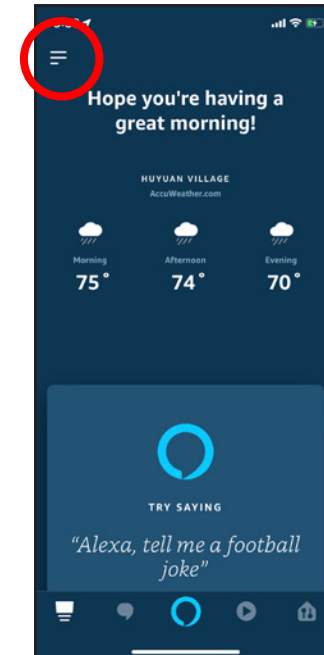 Hope you're having a
great morning!
HUYUAN VILLAGE
AccuWeather.com
Morning Afternoon Evening
75° 74° 70°
TRY SAYING
“Alexa, tell me a football
joke”